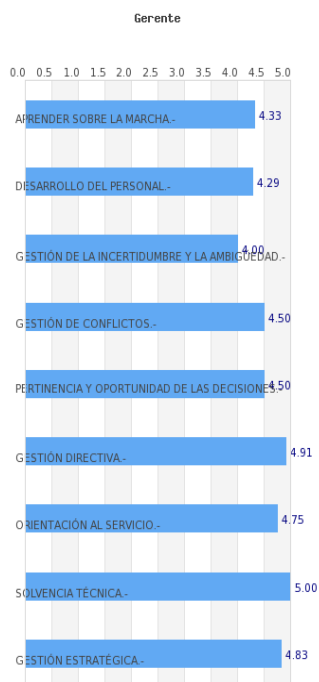 Gerente
0.0 0.5 1.0 1.5 2.0 2.5 3.0 3.5 4.0 4.5 5.0
APRENDER SOBRE LA MARCHA.- 4.33
DESARROLLO DEL PERSONAL.- 4.29
4.00
GESTIÓN DE LA INCERTIDUMBRE Y LA AMBIGÜEDAD.-
GESTIÓN DE CONFLICTOS.- 4.50
PERTINENCIA Y OPORTUNIDAD DE LAS DECISIONES.- 4.50
GESTIÓN DIRECTIVA.- 4.91
ORIENTACIÓN AL SERVICIO.- 4.75
SOLVENCIA TÉCNICA.- 5.00
GESTIÓN ESTRATÉGICA.- 4.83